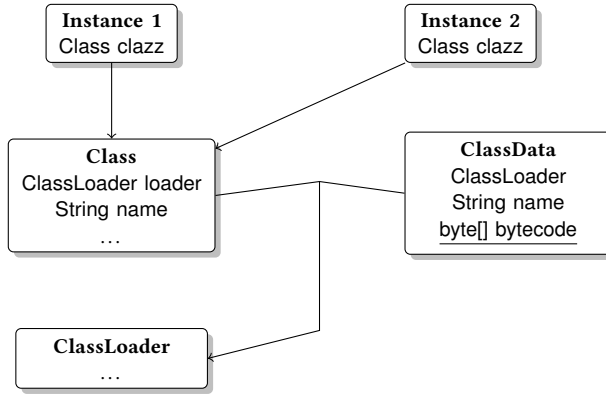 Instance 1
Class clazz
Instance 2
Class clazz
Class
ClassLoader loader
String name
...
ClassData
ClassLoader
String name
byte[] bytecode
ClassLoader
...